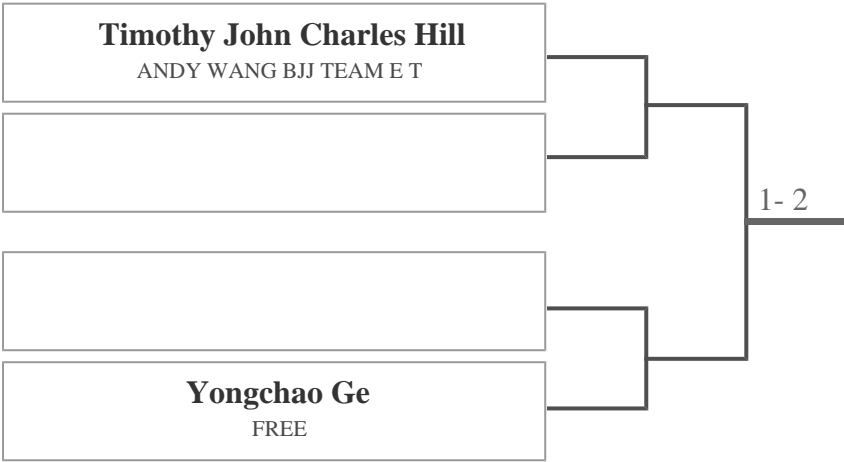 Timothy John Charles Hill
ANDY WANG BJJ TEAM E T
1- 2
Yongchao Ge
FREE